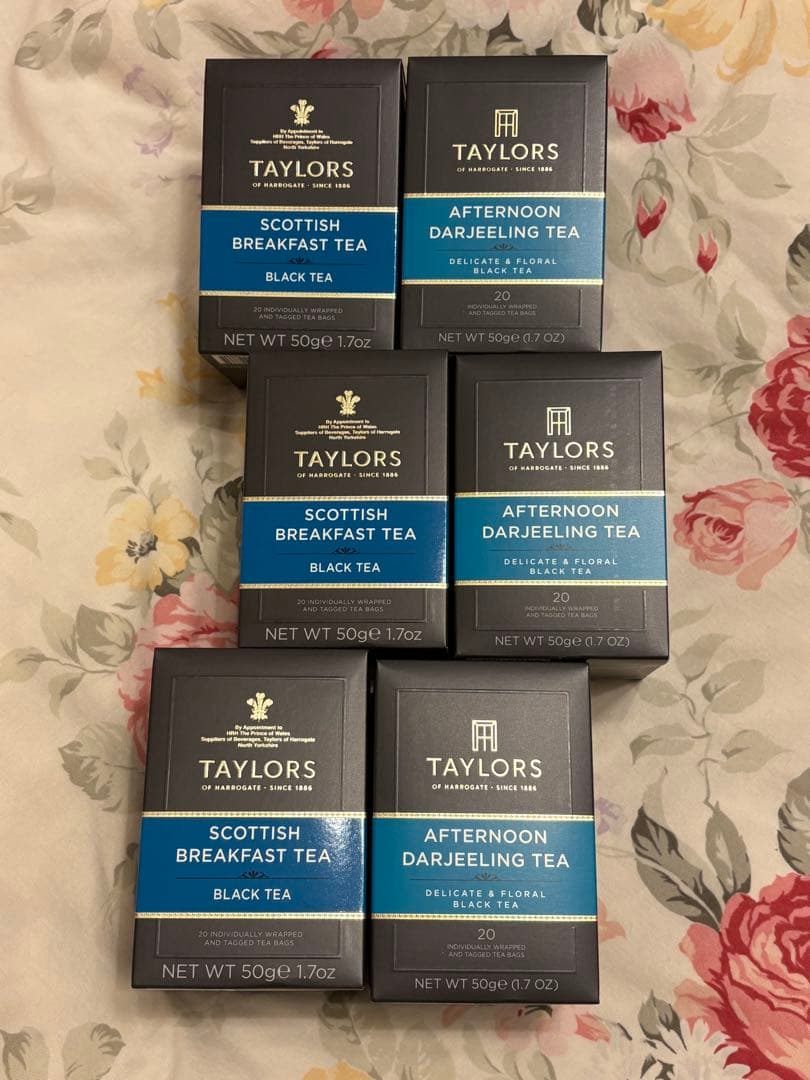 By Appointment to
HRH The Prince of Wales
Suppliers of Beverages, Taylors of Harrogate
North Yorkshire
TAYLORS
OF HARROGATE · SINCE 1886
SCOTTISH
BREAKFAST TEA
BLACK TEA
20 INDIVIDUALLY WRAPPED
AND TAGGED TEA BAGS
NET WT 50g℮ 1.7oz
TAYLORS
OF HARROGATE · SINCE 1886
AFTERNOON
DARJEELING TEA
DELICATE & FLORAL
BLACK TEA
20
INDIVIDUALLY WRAPPED
AND TAGGED TEA BAGS
NET WT 50g℮ (1.7 OZ)
By Appointment to
HRH The Prince of Wales
Suppliers of Beverages, Taylors of Harrogate
North Yorkshire
TAYLORS
OF HARROGATE · SINCE 1886
SCOTTISH
BREAKFAST TEA
BLACK TEA
20 INDIVIDUALLY WRAPPED
AND TAGGED TEA BAGS
NET WT 50g℮ 1.7oz
TAYLORS
OF HARROGATE · SINCE 1886
AFTERNOON
DARJEELING TEA
DELICATE & FLORAL
BLACK TEA
20
INDIVIDUALLY WRAPPED
AND TAGGED TEA BAGS
NET WT 50g℮ (1.7 OZ)
By Appointment to
HRH The Prince of Wales
Suppliers of Beverages, Taylors of Harrogate
North Yorkshire
TAYLORS
OF HARROGATE · SINCE 1886
SCOTTISH
BREAKFAST TEA
BLACK TEA
20 INDIVIDUALLY WRAPPED
AND TAGGED TEA BAGS
NET WT 50g℮ 1.7oz
TAYLORS
OF HARROGATE · SINCE 1886
AFTERNOON
DARJEELING TEA
DELICATE & FLORAL
BLACK TEA
20
INDIVIDUALLY WRAPPED
AND TAGGED TEA BAGS
NET WT 50g℮ (1.7 OZ)